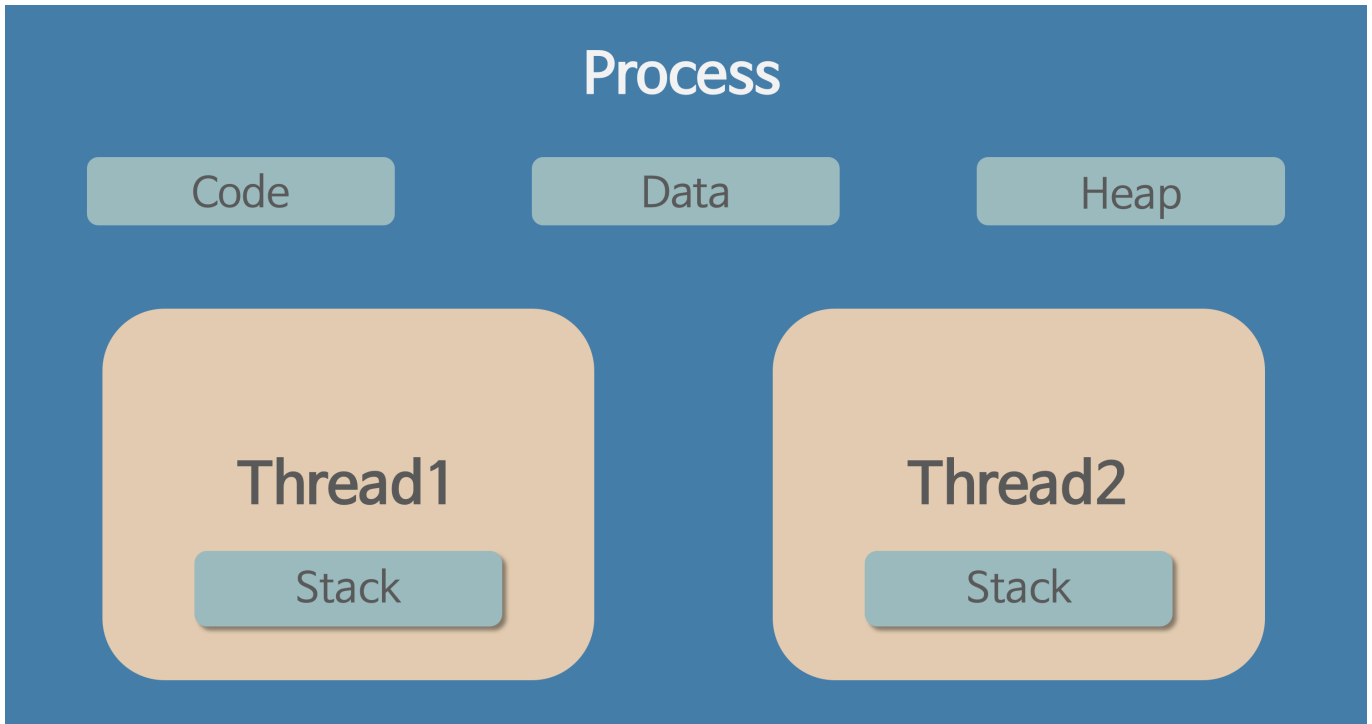 Process
Code
Data
Heap
Thread1
Thread2
Stack
Stack